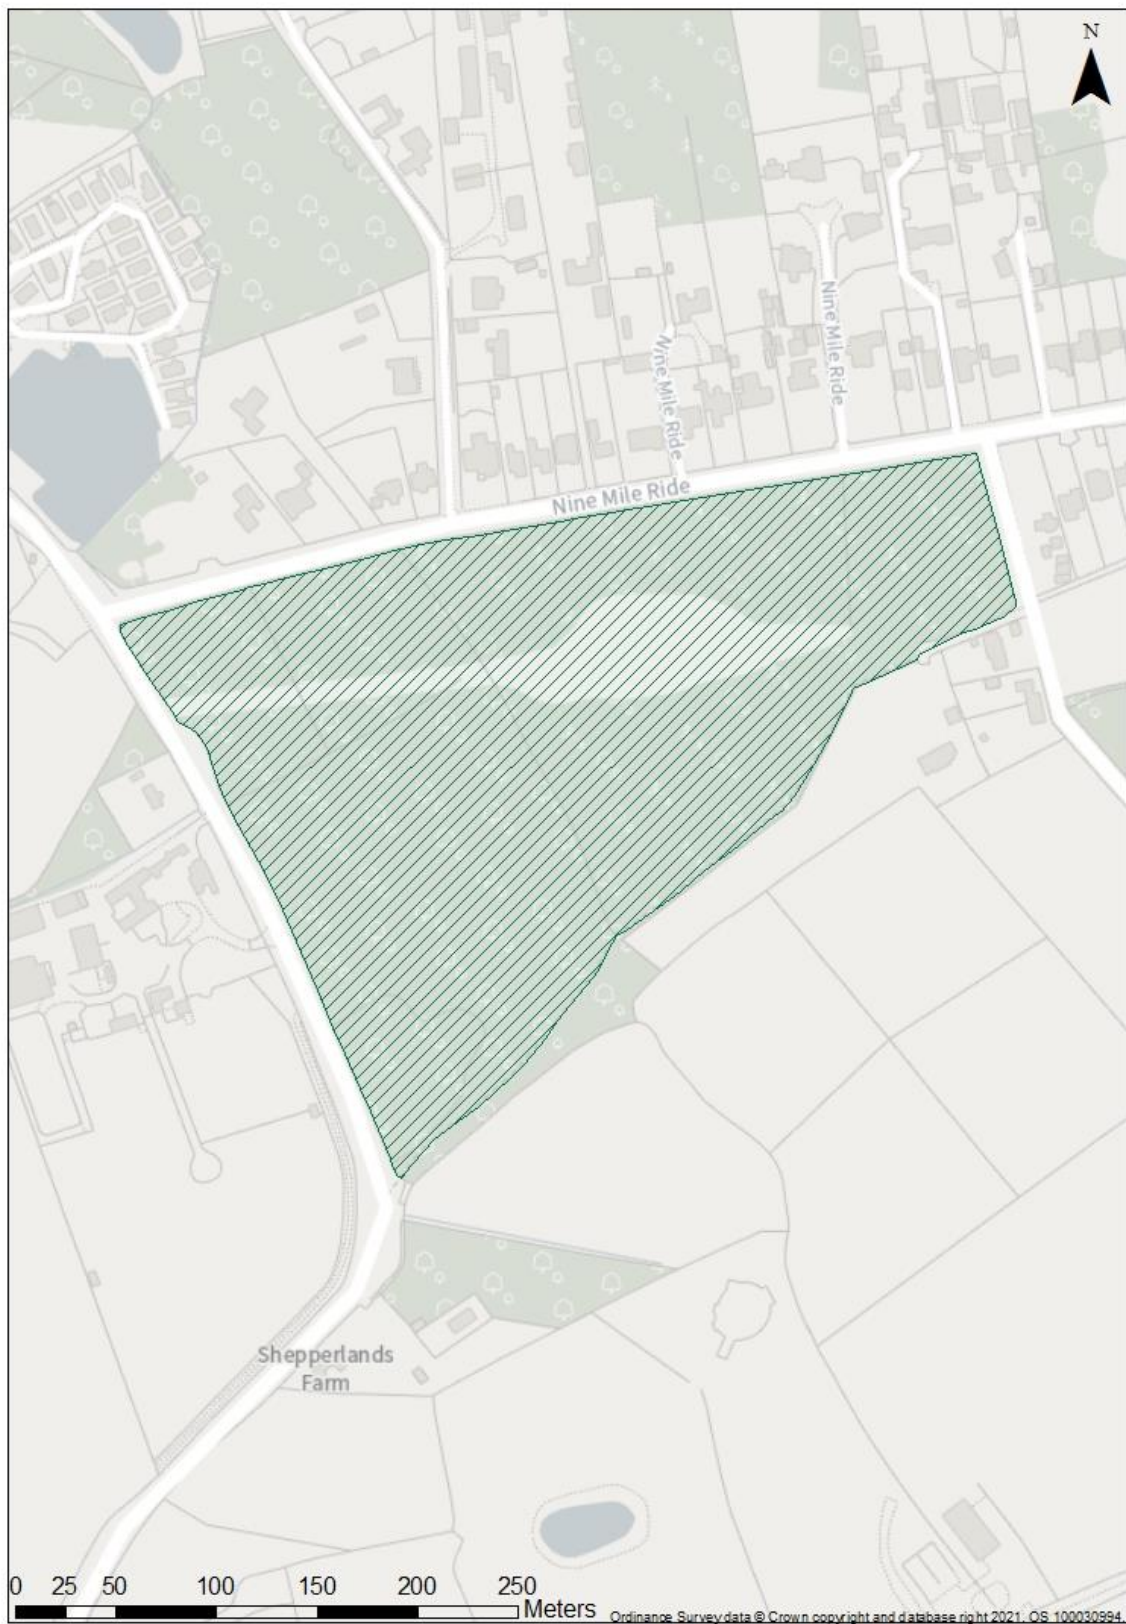 N
Nine Mile Ride
Nine Mile Ride
Nine Mile Ride
Shepperlands
Farm
0 25 50 100 150 200 250
Meters
Ordinance Survey data © Crown copyright and database right 2021. OS 100030994.